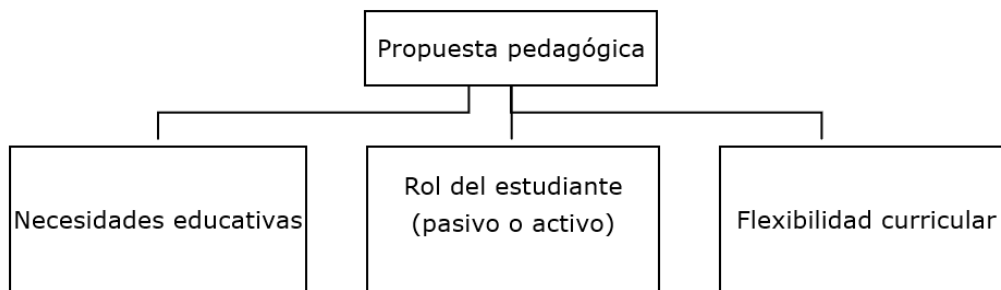 Propuesta pedagógica
Necesidades educativas
Rol del estudiante
(pasivo o activo)
Flexibilidad curricular